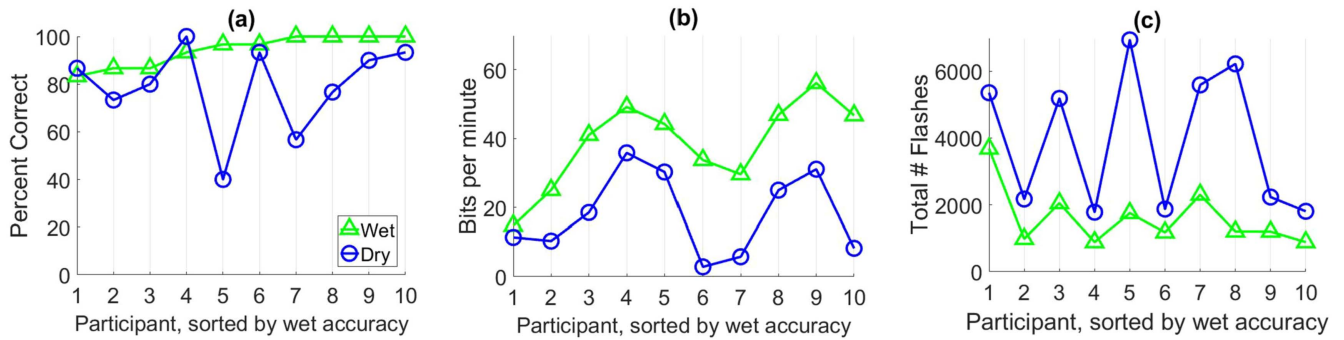 (a)
Percent Correct
100
80
60
40
20
0
Wet
Dry
1 2 3 4 5 6 7 8 9 10
Participant, sorted by wet accuracy
(b)
Bits per minute
60
40
20
0
1 2 3 4 5 6 7 8 9 10
Participant, sorted by wet accuracy
(c)
Total # Flashes
6000
4000
2000
0
1 2 3 4 5 6 7 8 9 10
Participant, sorted by wet accuracy